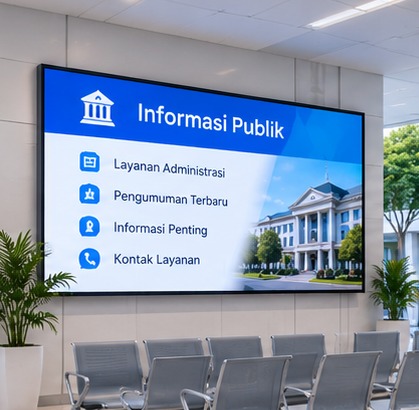 Informasi Publik
Layanan Administrasi
Pengumuman Terbaru
Informasi Penting
Kontak Layanan